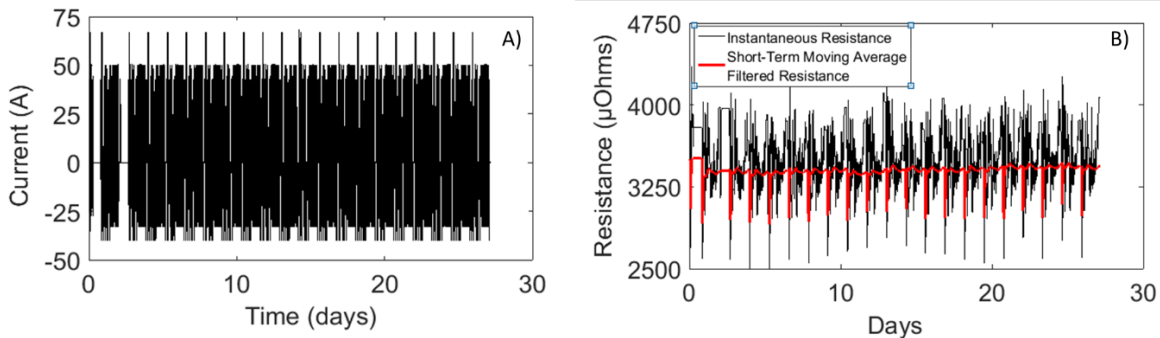 A)
Current (A)
75
50
25
0
-25
-50
0
10
20
30
Time (days)
B)
Resistance (µOhms)
4750
4000
3250
2500
Instantaneous Resistance
Short-Term Moving Average
Filtered Resistance
0
10
20
30
Days